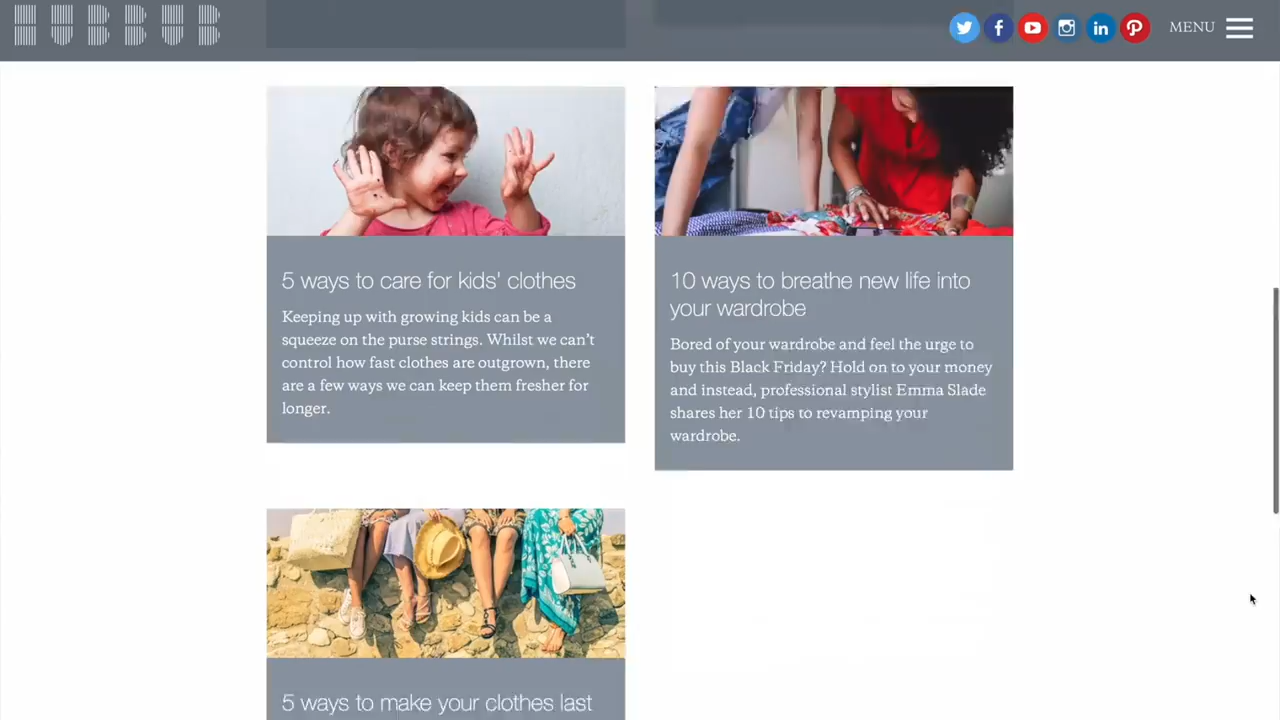 HUBBUB
MENU
5 ways to care for kids' clothes
Keeping up with growing kids can be a
squeeze on the purse strings. Whilst we can't
control how fast clothes are outgrown, there
are a few ways we can keep them fresher for
longer.
10 ways to breathe new life into
your wardrobe
Bored of your wardrobe and feel the urge to
buy this Black Friday? Hold on to your money
and instead, professional stylist Emma Slade
shares her 10 tips to revamping your
wardrobe.
5 ways to make your clothes last